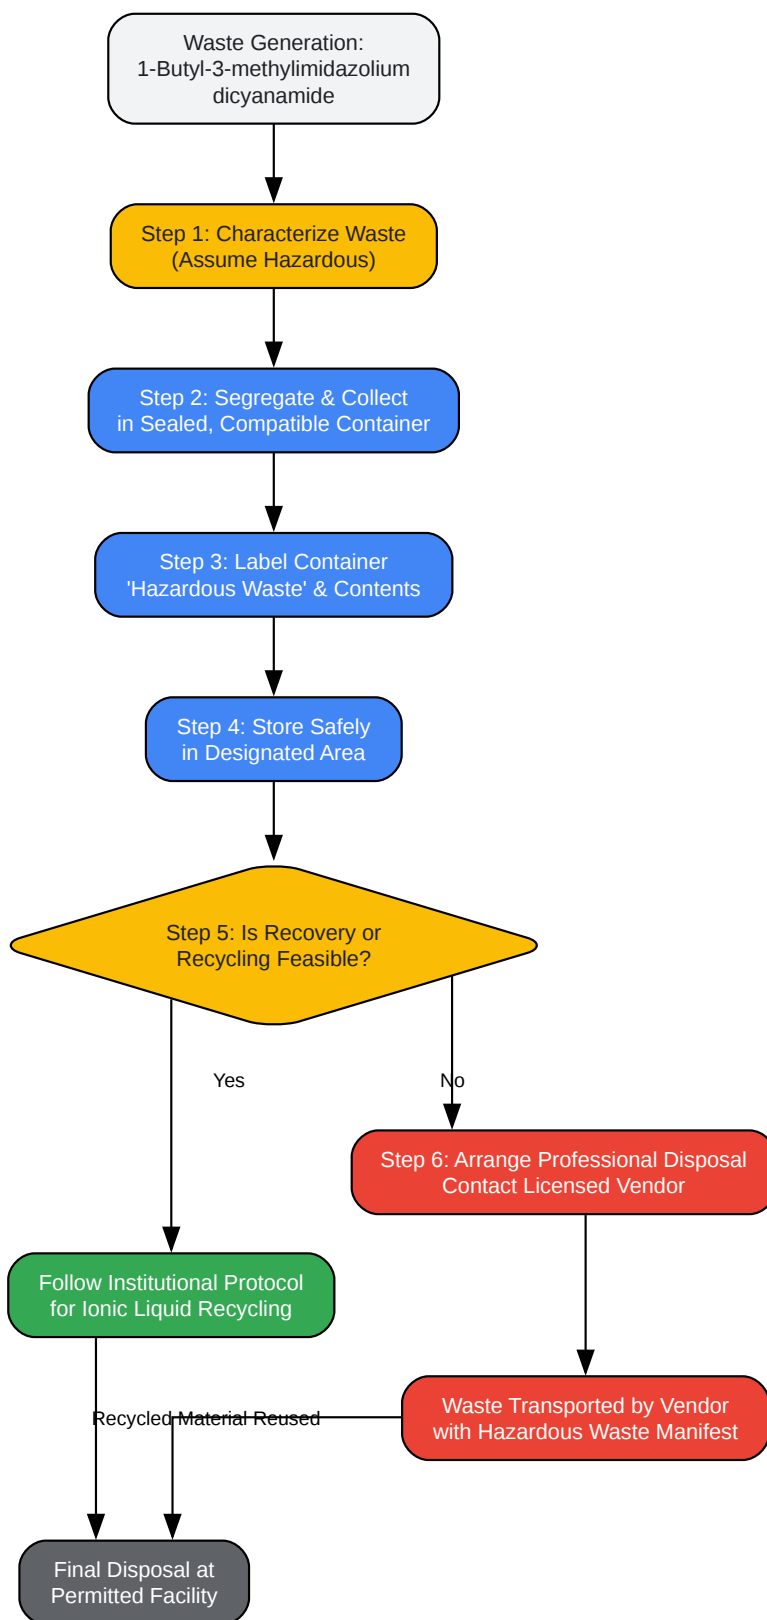 Waste Generation:
1-Butyl-3-methylimidazolium
dicyanamide
Step 1: Characterize Waste
(Assume Hazardous)
Step 2: Segregate & Collect
in Sealed, Compatible Container
Step 3: Label Container
'Hazardous Waste' & Contents
Step 4: Store Safely
in Designated Area
Step 5: Is Recovery or
Recycling Feasible?
Yes
No
Step 6: Arrange Professional Disposal
Contact Licensed Vendor
Follow Institutional Protocol
for Ionic Liquid Recycling
Waste Transported by Vendor
with Hazardous Waste Manifest
Recycled Material Reused
Final Disposal at
Permitted Facility